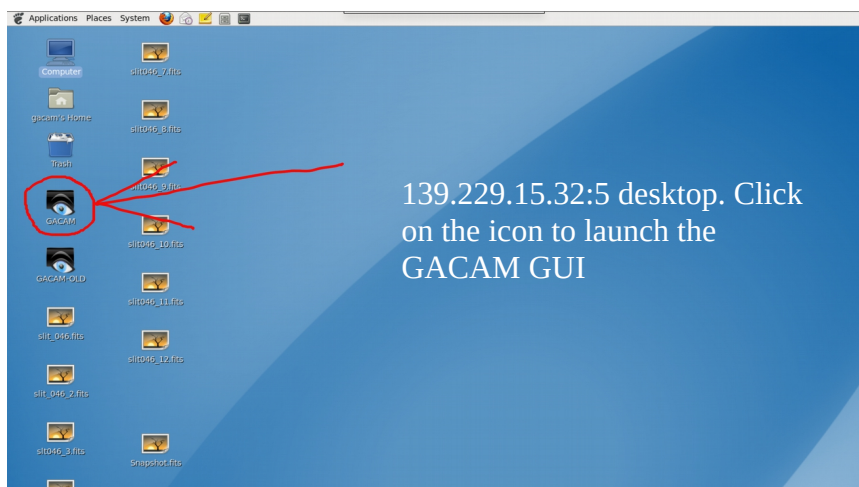 Applications Places System
Computer
gacam's Home
Trash
GACAM
GACAM-OLD
slit_046.fits
slit_046_2.fits
slt046_3.fits
slit046_7.fits
slit046_8.fits
slit046_9.fits
slit046_10.fits
slit046_11.fits
slit046_12.fits
Snapshot.fits
139.229.15.32:5 desktop. Click
on the icon to launch the
GACAM GUI